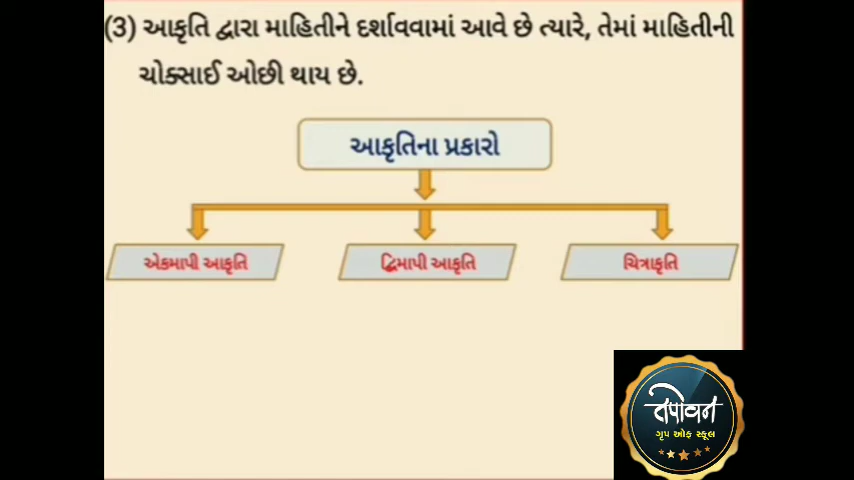 (3) આકૃતિ દ્વારા માહિતીને દર્શાવવામાં આવે છે ત્યારે, તેમાં માહિતીની
ચોક્સાઈ ઓછી થાય છે.
આકૃતિના પ્રકારો
એકમાપી આકૃતિ
દ્વિમાપી આકૃતિ
ચિત્રાકૃતિ
તપોવન
ગૃપ ઓફ સ્કૂલ